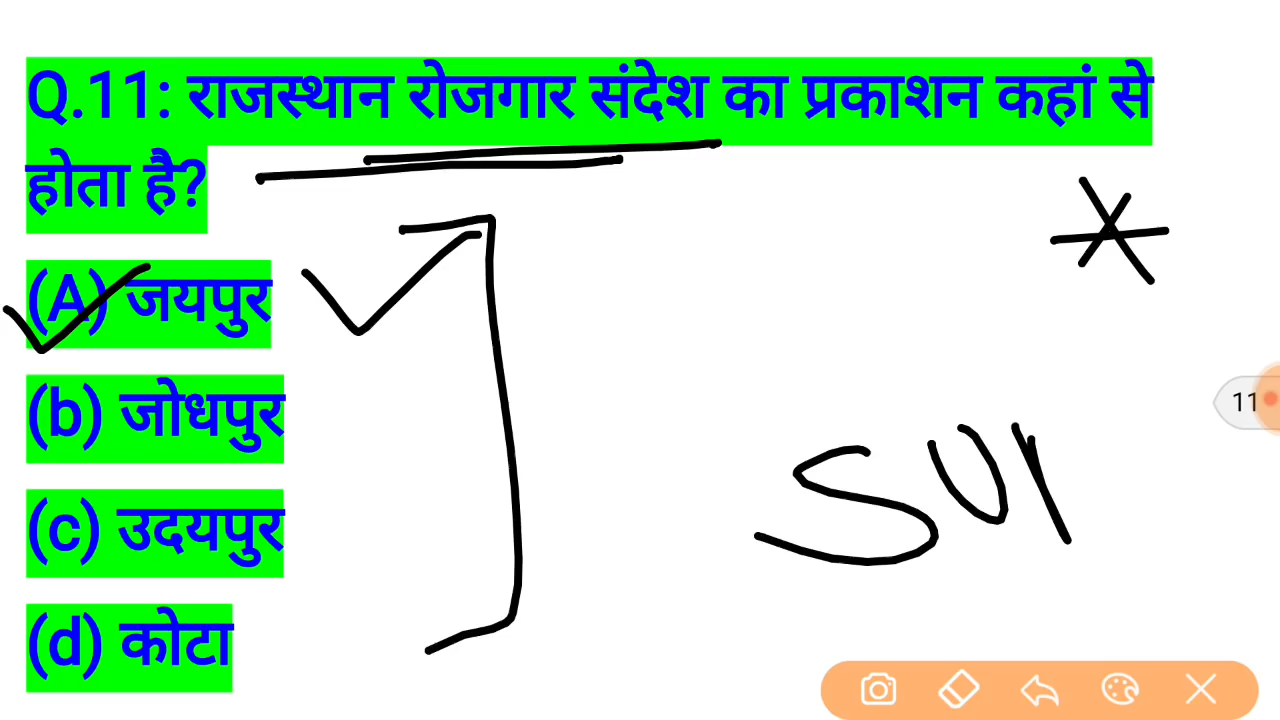 Q.11: राजस्थान रोजगार संदेश का प्रकाशन कहां से
होता है?
(A) जयपुर
(b) जोधपुर
(c) उदयपुर
(d) कोटा
11